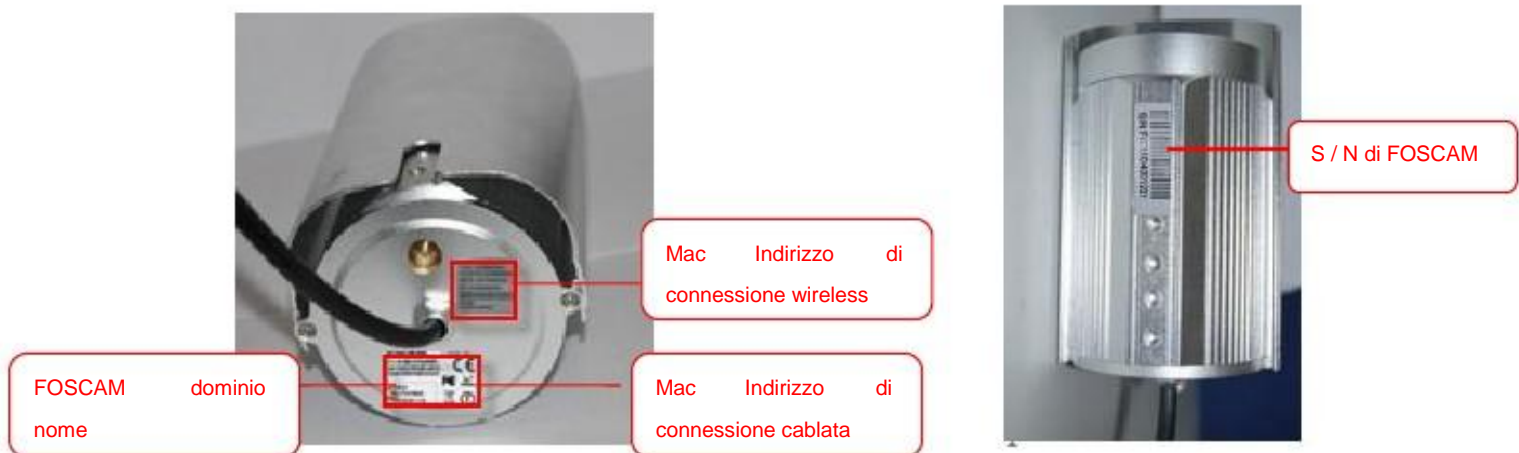 Mac Indirizzo di
connessione wireless
FOSCAM dominio
nome
Mac Indirizzo di
connessione cablata
S / N di FOSCAM